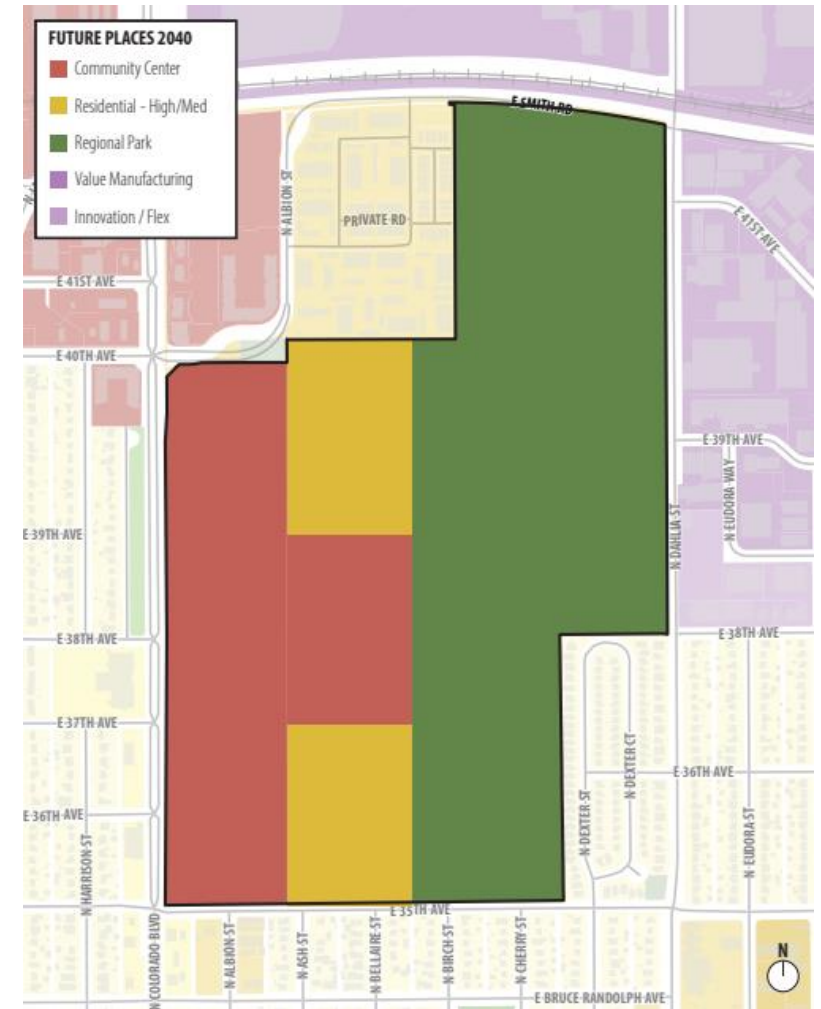 FUTURE PLACES 2040
Community Center
Residential - High/Med
Regional Park
Value Manufacturing
Innovation / Flex
E SMITH RD
N ALBION ST
PRIVATE RD
E 41ST AVE
E 41ST AVE
E 40TH AVE
E 39TH AVE
N EUDORA WAY
E 39TH AVE
N DAHLIA ST
E 38TH AVE
E 38TH AVE
E 37TH AVE
N DEXTER CT
E 36TH AVE
N DEXTER ST
E 36TH AVE
N HARRISON ST
N EUDORA ST
E 35TH AVE
N COLORADO BLVD
N ALBION ST
N ASH ST
N BELLAIRE ST
N BIRCH ST
N CHERRY ST
N
E BRUCE RANDOLPH AVE